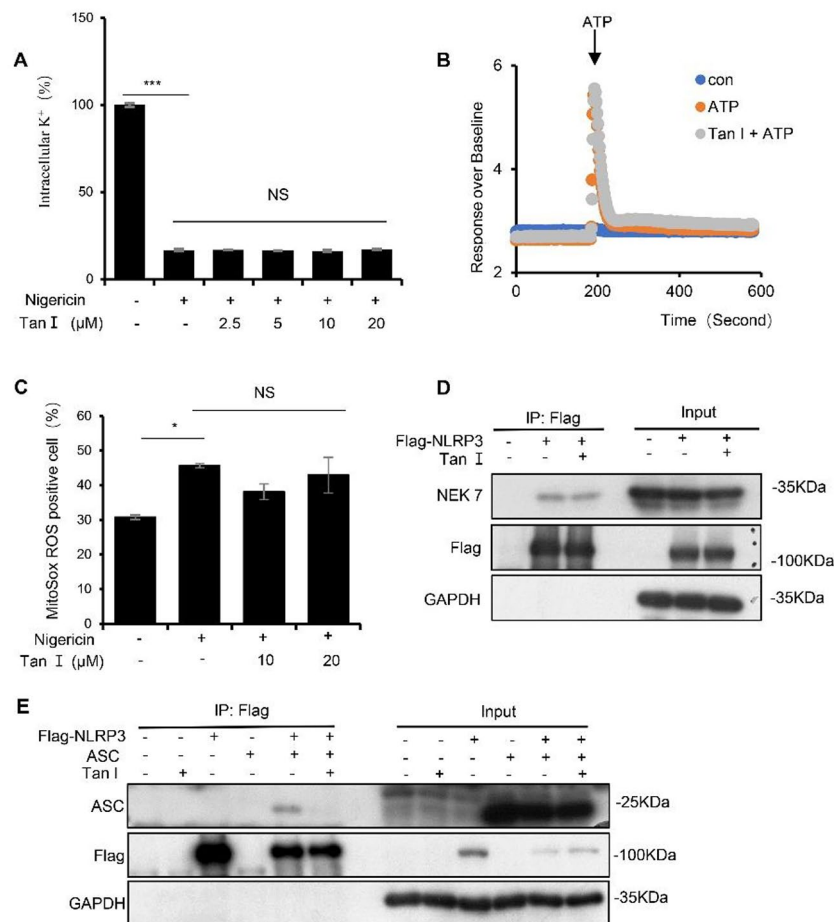 A
Intracellular K⁺ (%)
150
100
50
0
***
NS
Nigericin - + + + + +
Tan Ⅰ (μM) - - 2.5 5 10 20
B
ATP
Response over Baseline
6
4
2
con
ATP
Tan I + ATP
0 200 400 600
Time (Second)
C
MitoSox ROS positive cell (%)
60
50
40
30
20
10
0
*
NS
Nigericin - + + +
Tan Ⅰ (μM) - - 10 20
D
IP: Flag Input
Flag-NLRP3 - + + - + +
Tan Ⅰ - - + - - +
NEK 7 -35KDa
Flag -100KDa
GAPDH -35KDa
E
IP: Flag Input
Flag-NLRP3 - - + - + + - - + - + +
ASC - - - + + + - - - + + +
Tan I - + - - - + - + - - - +
ASC -25KDa
Flag -100KDa
GAPDH -35KDa